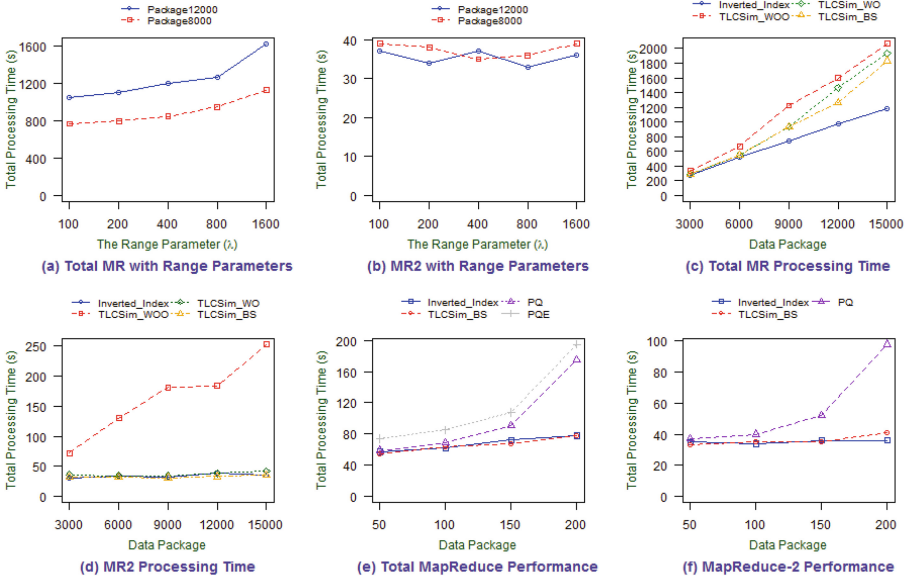 Package12000
Package8000
Total Processing Time (s)
1600
1200
800
400
0
100 200 400 800 1600
The Range Parameter (λ)
(a) Total MR with Range Parameters
Package12000
Package8000
Total Processing Time (s)
40
30
20
10
0
100 200 400 800 1600
The Range Parameter (λ)
(b) MR2 with Range Parameters
Inverted_Index TLCSim_WO
TLCSim_WOO TLCSim_BS
Total Processing Time (s)
2000
1800
1600
1400
1200
1000
800
600
400
200
0
3000 6000 9000 12000 15000
Data Package
(c) Total MR Processing Time
Inverted_Index TLCSim_WO
TLCSim_WOO TLCSim_BS
Total Processing Time (s)
250
200
150
100
50
0
3000 6000 9000 12000 15000
Data Package
(d) MR2 Processing Time
Inverted_Index PQ
TLCSim_BS PQE
Total Processing Time (s)
200
160
120
80
40
0
50 100 150 200
Data Package
(e) Total MapReduce Performance
Inverted_Index PQ
TLCSim_BS
Total Processing Time (s)
100
80
60
40
20
0
50 100 150 200
Data Package
(f) MapReduce-2 Performance